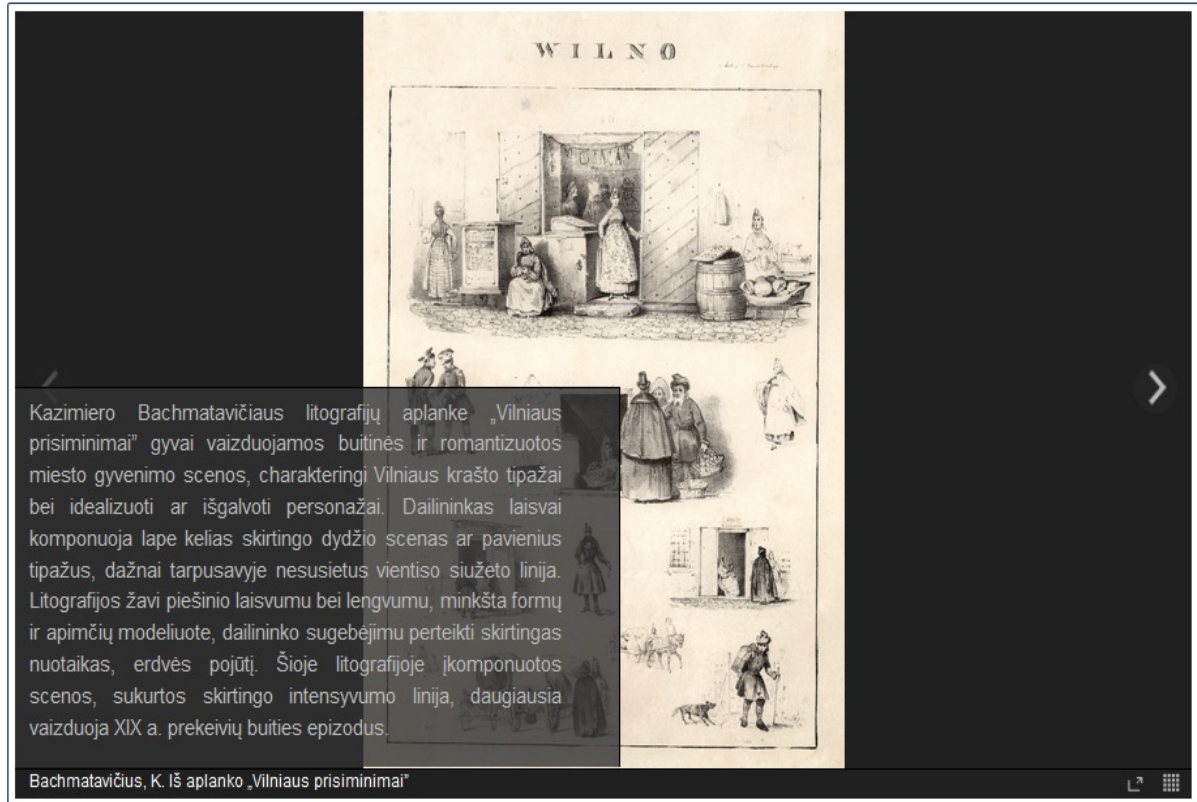 WILNO
Kazimiero Bachmatavičiaus litografijų aplanke „Vilniaus
prisiminimai” gyvai vaizduojamos buitinės ir romantizuotos
miesto gyvenimo scenos, charakteringi Vilniaus krašto tipažai
bei idealizuoti ar išgalvoti personažai. Dailininkas laisvai
komponuoja lape kelias skirtingo dydžio scenas ar pavienius
tipažus, dažnai tarpusavyje nesusietus vientiso siužeto linija.
Litografijos žavi piešinio laisvumu bei lengvumu, minkšta formų
ir apimčių modeliuote, dailininko sugebėjimu perteikti skirtingas
nuotaikas, erdvės pojūtį. Šioje litografijoje įkomponuotos
scenos, sukurtos skirtingo intensyvumo linija, daugiausia
vaizduoja XIX a. prekeivių buities epizodus.
Bachmatavičius, K. Iš aplanko „Vilniaus prisiminimai”